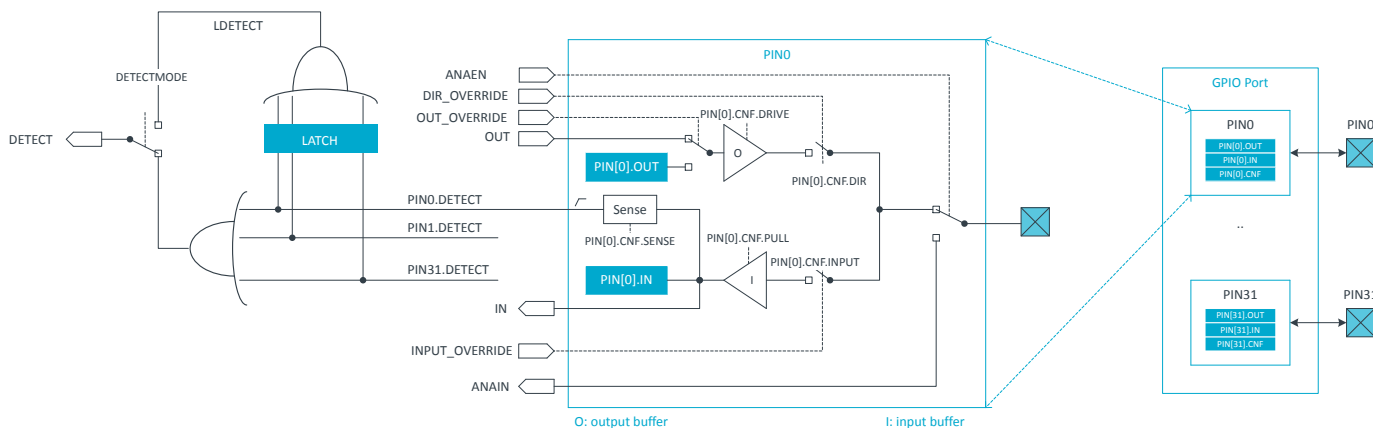 LDETECT
DETECTMODE
DETECT
LATCH
PIN0.DETECT
PIN1.DETECT
PIN31.DETECT
ANAEN
DIR_OVERRIDE
OUT_OVERRIDE
OUT
IN
INPUT_OVERRIDE
ANAIN
PIN0
PIN[0].CNF.DRIVE
PIN[0].OUT
O
PIN[0].CNF.DIR
Sense
PIN[0].CNF.SENSE
PIN[0].CNF.PULL
PIN[0].CNF.INPUT
PIN[0].IN
I
O: output buffer
I: input buffer
GPIO Port
PIN0
PIN[0].OUT
PIN[0].IN
PIN[0].CNF
PIN0
..
PIN31
PIN[31].OUT
PIN[31].IN
PIN[31].CNF
PIN31